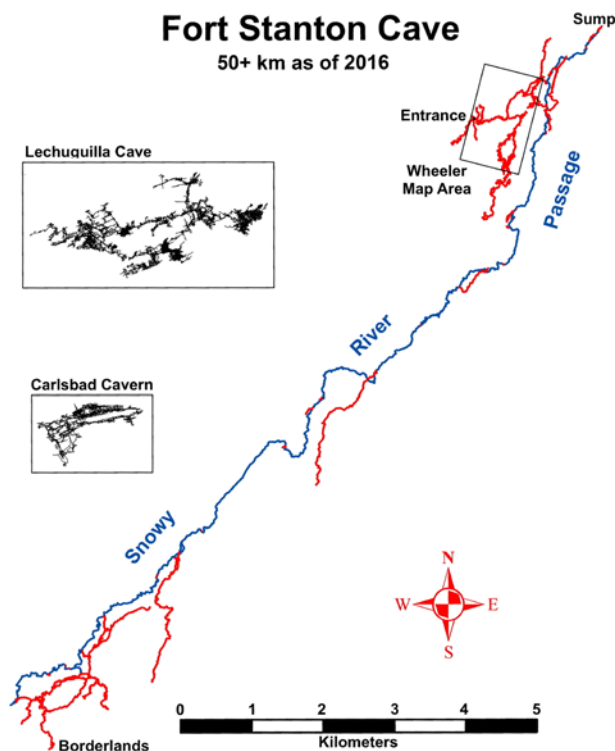 Fort Stanton Cave
50+ km as of 2016
Sump
Entrance
Wheeler
Map Area
Passage
Lechuguilla Cave
River
Carlsbad Cavern
Snowy
N
W
E
S
Borderlands
0
1
2
3
4
5
Kilometers